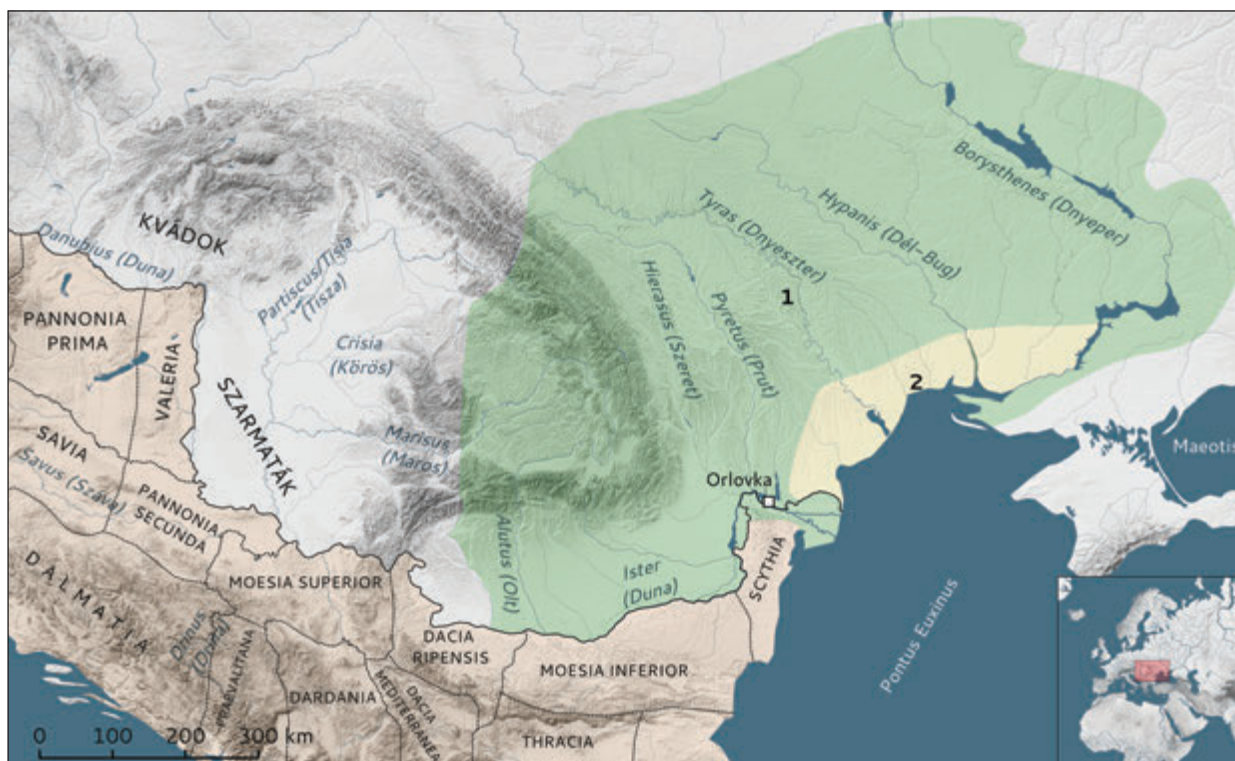 Borysthenes (Dnyeper)
Hypanis (Dél-Bug)
Tyras (Dnyeszter)
Hierasus (Szeret)
Pyretus (Prut)
1
2
KVÁDOK
Danubius (Duna)
Partiscus/Tisia
(Tisza)
PANNONIA
PRIMA
VALERIA
Crisia
(Körös)
SZARMATÁK
Marisus
(Maros)
SAVIA
Savus (Száva)
PANNONIA
SECUNDA
Orlovka
Maeotis
Alutus (Olt)
Ister
(Duna)
SCYTHIA
DALMATIA
MOESIA SUPERIOR
DACIA
RIPENSIS
MOESIA INFERIOR
Pontus Euxinus
PRAEVALITANA
DARDANIA
DACIA
MEDITERRANEA
THRACIA
0 100 200 300 km